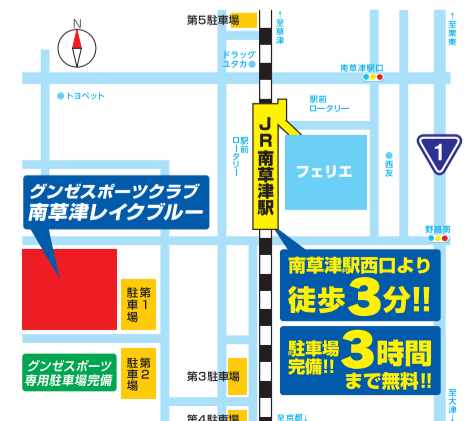 N
第5駐車場
↑至草津
↑至栗東
ドラッグ
ユタカ
南草津駅口
トヨペット
駅前
ロータリー
JR南草津駅
駅前
ロータリー
フェリエ
西友
1
グンゼスポーツクラブ
南草津レイクブルー
野路南
南草津駅西口より
徒歩3分!!
第1
駐車場
駐車場
完備!!
3時間
まで無料!!
グンゼスポーツ
専用駐車場完備
第2
駐車場
第3駐車場
第4駐車場
至京都↓
至大津↓